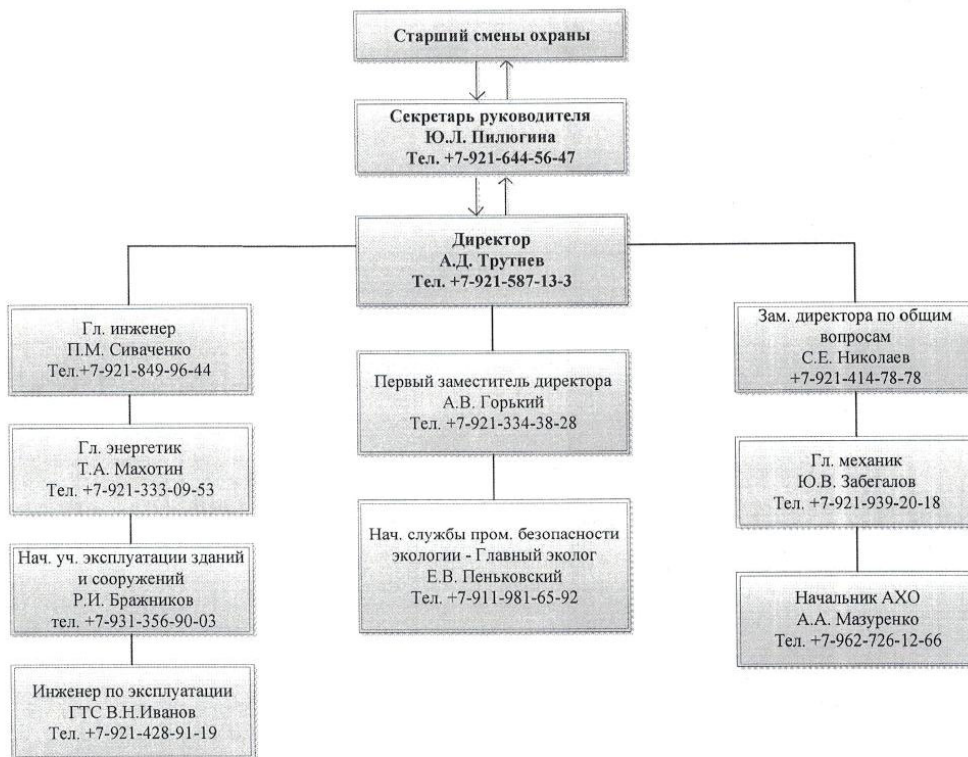 Старший смены охраны
Секретарь руководителя
Ю.Л. Пилюгина
Тел. +7-921-644-56-47
Директор
А.Д. Трутнев
Тел. +7-921-587-13-3
Гл. инженер
П.М. Сиваченко
Тел.+7-921-849-96-44
Гл. энергетик
Т.А. Махотин
Тел. +7-921-333-09-53
Нач. уч. эксплуатации зданий
и сооружений
Р.И. Бражников
тел. +7-931-356-90-03
Инженер по эксплуатации
ГТС В.Н.Иванов
Тел. +7-921-428-91-19
Первый заместитель директора
А.В. Горький
Тел. +7-921-334-38-28
Нач. службы пром. безопасности
экологии - Главный эколог
Е.В. Пеньковский
Тел. +7-911-981-65-92
Зам. директора по общим
вопросам
С.Е. Николаев
+7-921-414-78-78
Гл. механик
Ю.В. Забегалов
Тел. +7-921-939-20-18
Начальник АХО
А.А. Мазуренко
Тел. +7-962-726-12-66